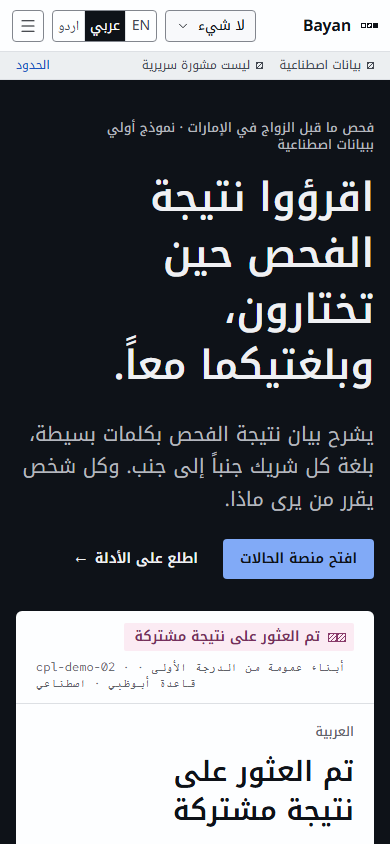 Bayan
لا شيء
EN
عربي
اردو
بيانات اصطناعية
ليست مشورة سريرية
الحدود
فحص ما قبل الزواج في الإمارات · نموذج أولي
ببيانات اصطناعية
اقرؤوا نتيجة
الفحص حين
تختارون،
وبلغتيكما معاً.
يشرح بيان نتيجة الفحص بكلمات بسيطة،
بلغة كل شريك جنباً إلى جنب. وكل شخص
يقرر من يرى ماذا.
افتح منصة الحالات
اطلع على الأدلة ←
تم العثور على نتيجة مشتركة
أبناء عمومة من الدرجة الأولى · cpl-demo-02 ·
قاعدة أبوظبي · اصطناعي
العربية
تم العثور على
نتيجة مشتركة